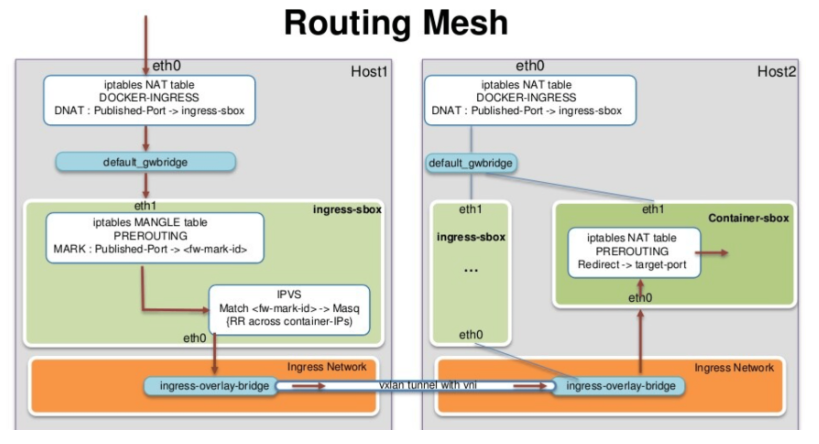 Routing Mesh
eth0
Host1
iptables NAT table
DOCKER-INGRESS
DNAT : Published-Port -> ingress-sbox
default_gwbridge
eth1
ingress-sbox
iptables MANGLE table
PREROUTING
MARK : Published-Port -> <fw-mark-id>
IPVS
Match <fw-mark-id> -> Masq
{RR across container-IPs)
eth0
Ingress Network
ingress-overlay-bridge
vxlan tunnel with vni
eth0
Host2
iptables NAT table
DOCKER-INGRESS
DNAT : Published-Port -> ingress-sbox
default_gwbridge
eth1
ingress-sbox
...
eth0
eth1
Container-sbox
iptables NAT table
PREROUTING
Redirect -> target-port
eth0
Ingress Network
ingress-overlay-bridge